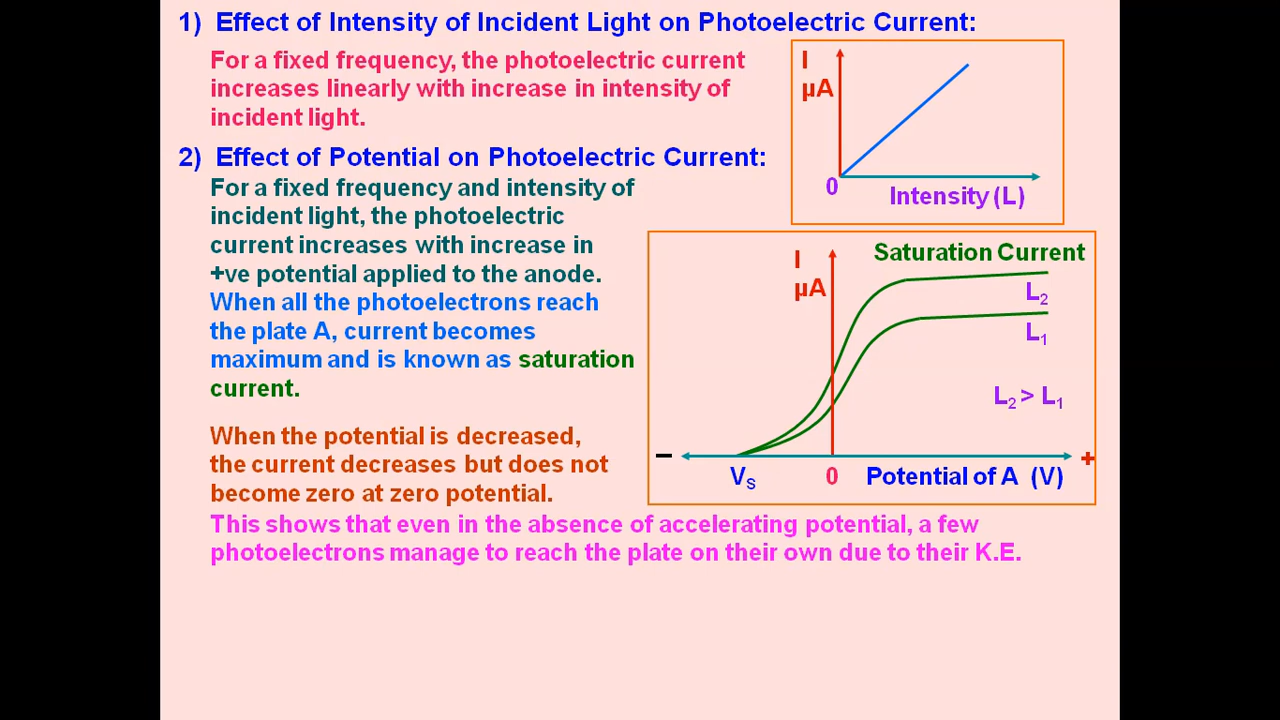 1) Effect of Intensity of Incident Light on Photoelectric Current:
For a fixed frequency, the photoelectric current
increases linearly with increase in intensity of
incident light.
I
μA
0
Intensity (L)
2) Effect of Potential on Photoelectric Current:
For a fixed frequency and intensity of
incident light, the photoelectric
current increases with increase in
+ve potential applied to the anode.
When all the photoelectrons reach
the plate A, current becomes
maximum and is known as saturation
current.
I
μA
Saturation Current
L2
L1
L2 > L1
–
+
VS
0
Potential of A (V)
When the potential is decreased,
the current decreases but does not
become zero at zero potential.
This shows that even in the absence of accelerating potential, a few
photoelectrons manage to reach the plate on their own due to their K.E.